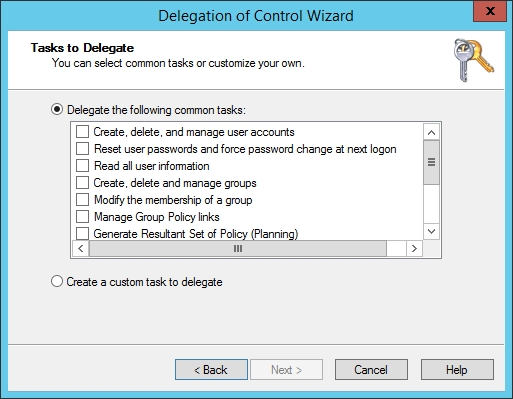 Delegation of Control Wizard
x
Tasks to Delegate
You can select common tasks or customize your own.
Delegate the following common tasks:
Create, delete, and manage user accounts
Reset user passwords and force password change at next logon
Read all user information
Create, delete and manage groups
Modify the membership of a group
Manage Group Policy links
Generate Resultant Set of Policy (Planning)
Create a custom task to delegate
< Back Next > Cancel Help